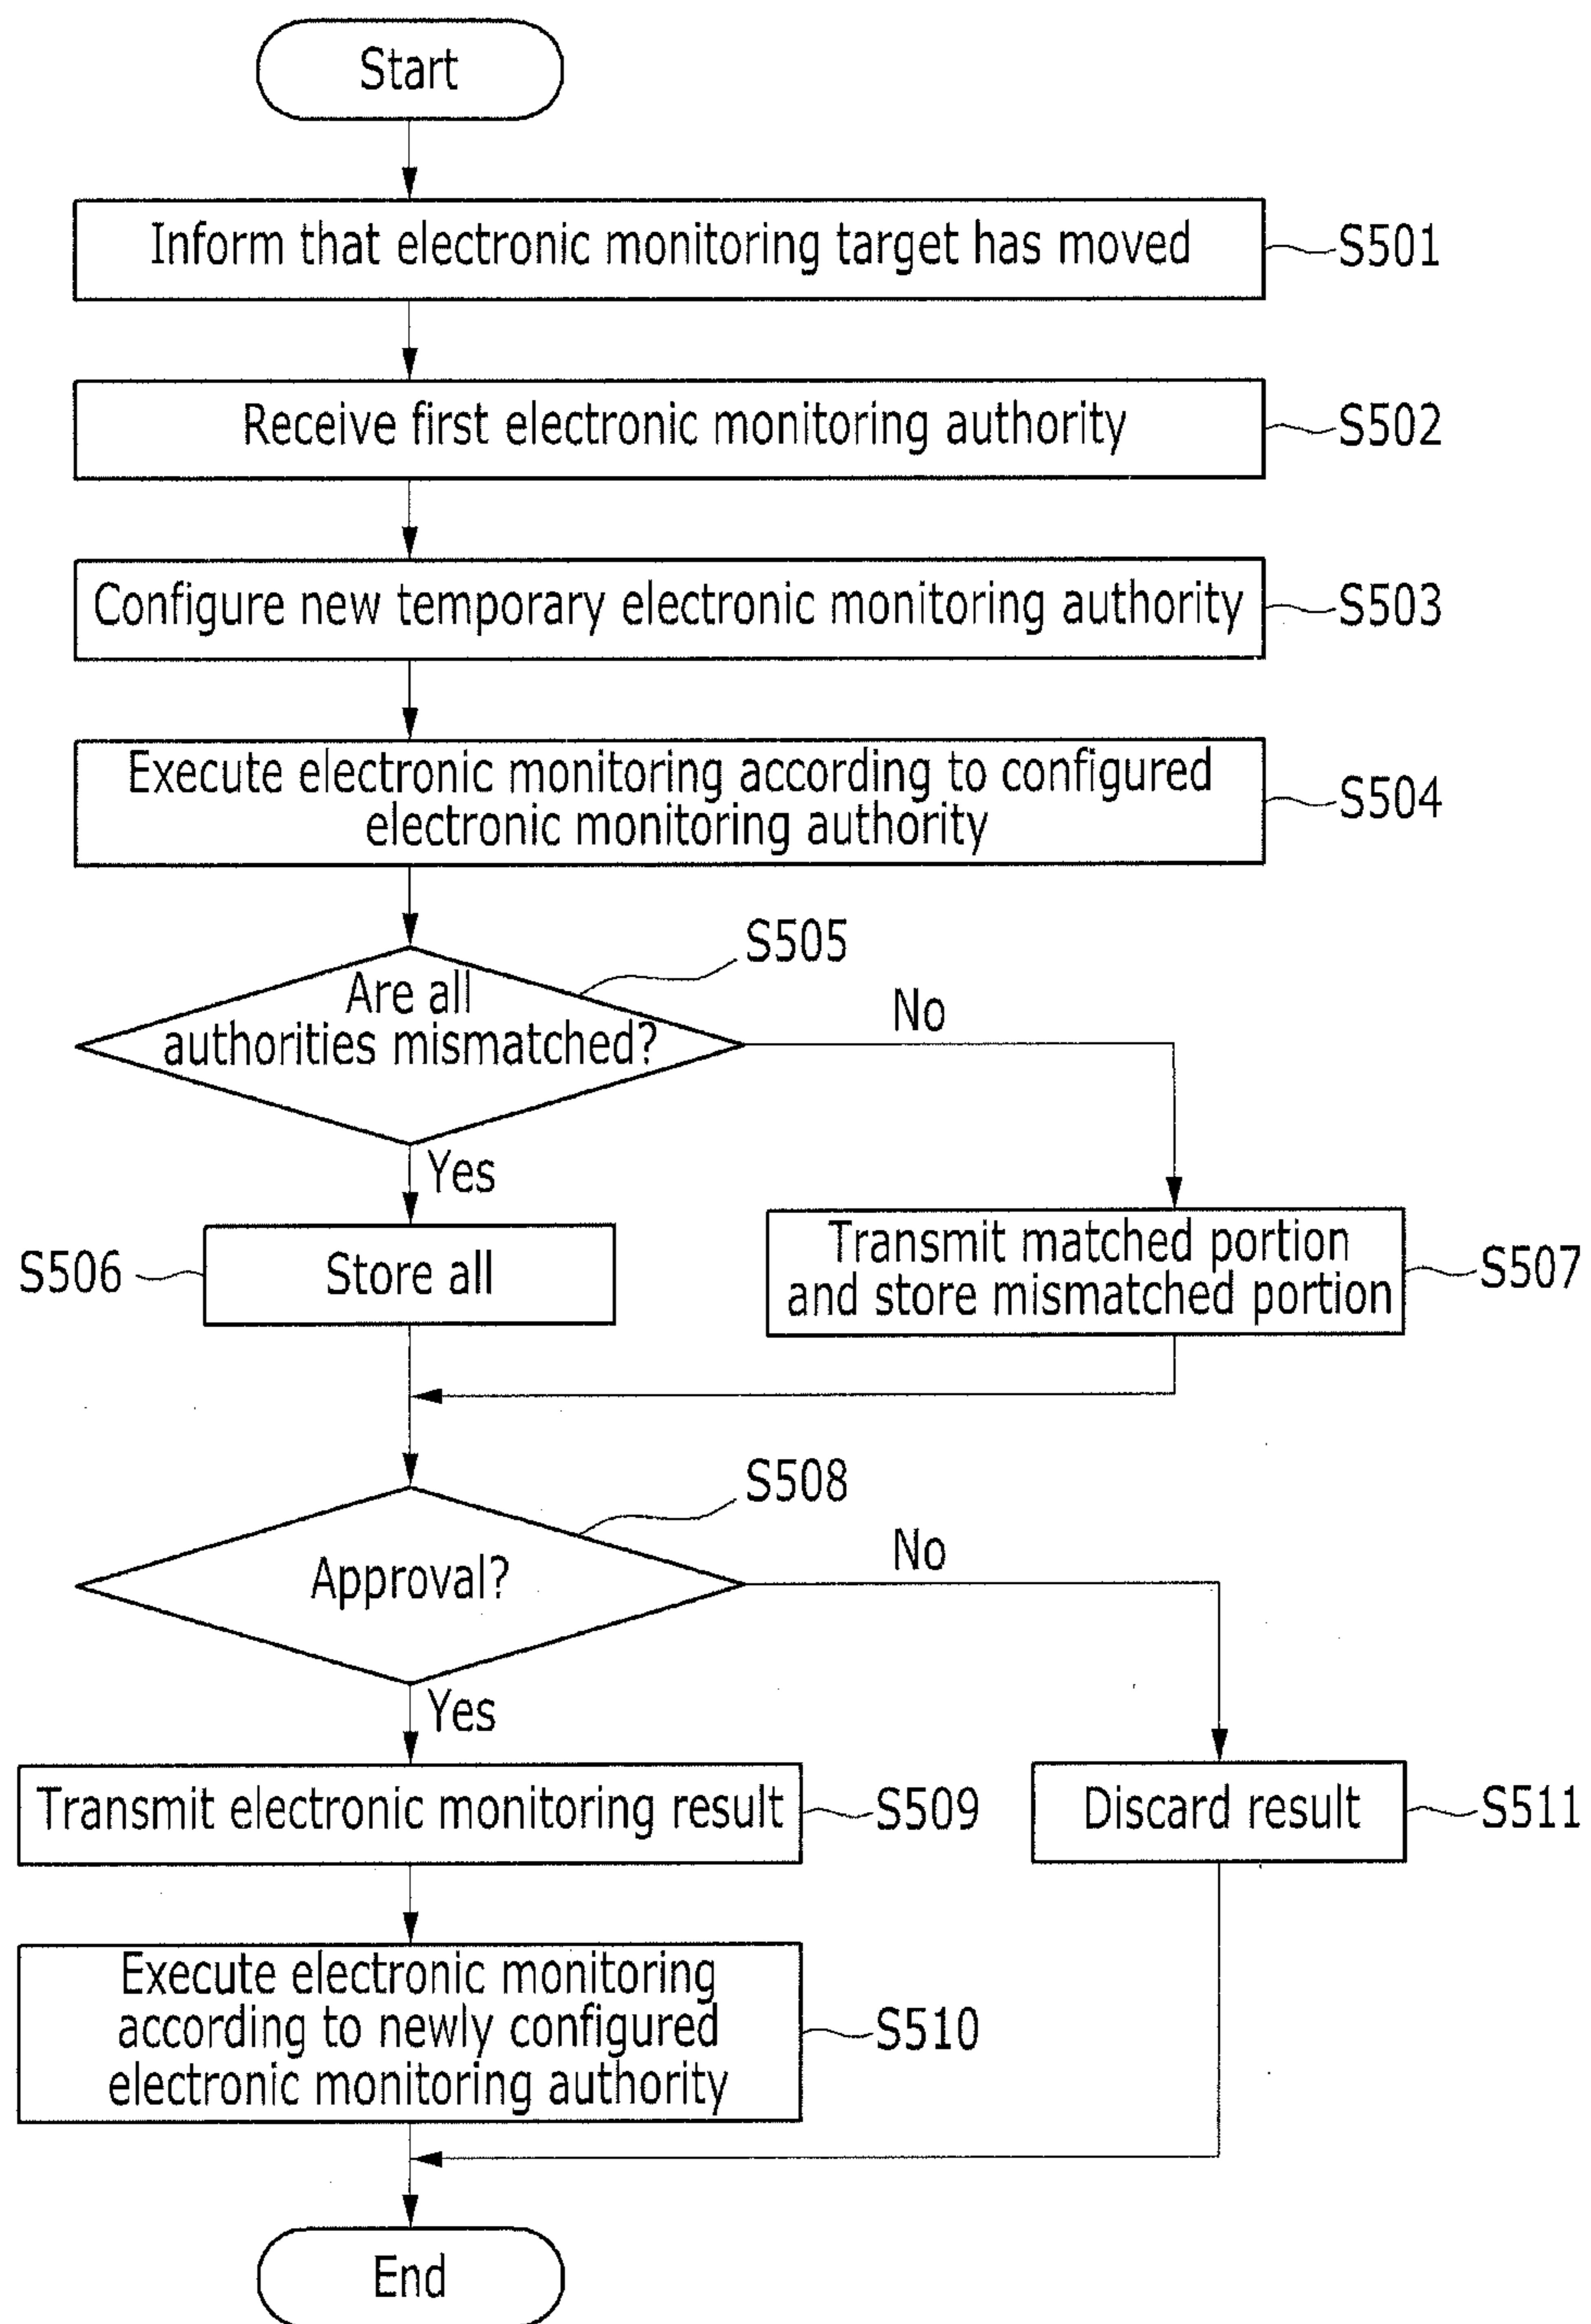 Start
Inform that electronic monitoring target has moved
S501
Receive first electronic monitoring authority
S502
Configure new temporary electronic monitoring authority
S503
Execute electronic monitoring according to configured
electronic monitoring authority
S504
S505
Are all
authorities mismatched?
No
Yes
S506
Store all
Transmit matched portion
and store mismatched portion
S507
S508
Approval?
No
Yes
Transmit electronic monitoring result
S509
Discard result
S511
Execute electronic monitoring
according to newly configured
electronic monitoring authority
S510
End